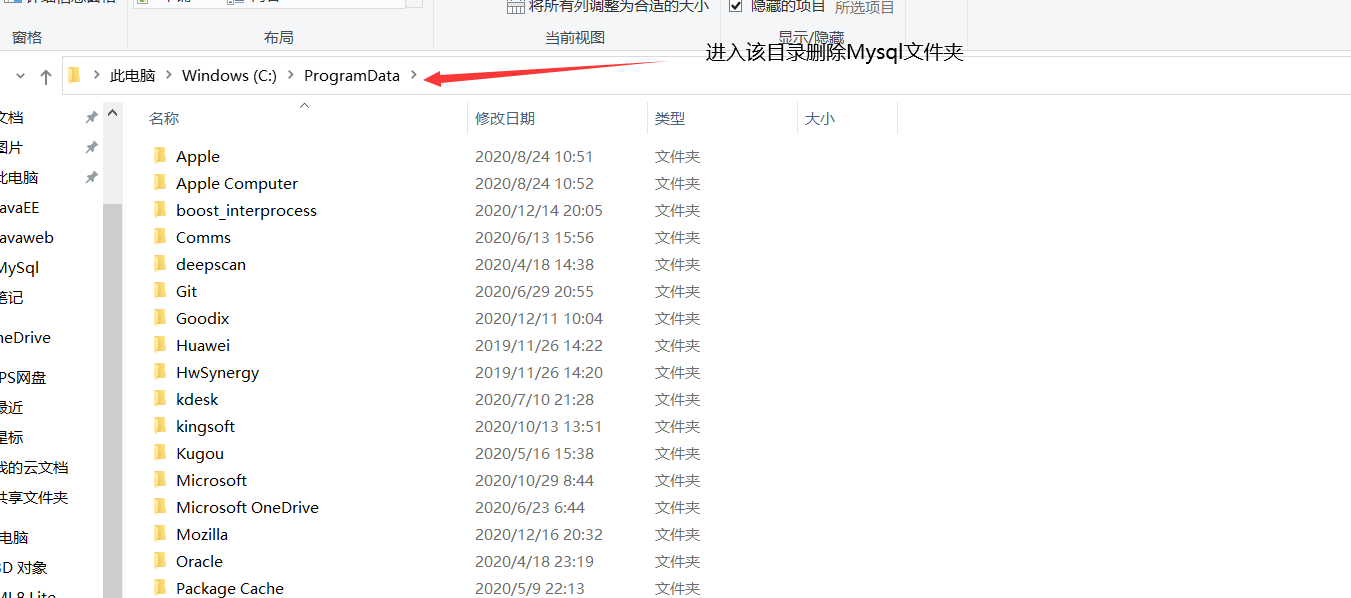 将所有列调整为合适的大小
隐藏的项目 所选项目
窗格
布局
当前视图
显示/隐藏
进入该目录删除Mysql文件夹
此电脑 Windows (C:) ProgramData
名称 修改日期 类型 大小
文档
图片
此电脑
avaEE
avaweb
MySql
笔记
neDrive
PS网盘
最近
星标
我的云文档
共享文件夹
电脑
3D 对象
Apple 2020/8/24 10:51 文件夹
Apple Computer 2020/8/24 10:52 文件夹
boost_interprocess 2020/12/14 20:05 文件夹
Comms 2020/6/13 15:56 文件夹
deepscan 2020/4/18 14:38 文件夹
Git 2020/6/29 20:55 文件夹
Goodix 2020/12/11 10:04 文件夹
Huawei 2019/11/26 14:22 文件夹
HwSynergy 2019/11/26 14:20 文件夹
kdesk 2020/7/10 21:28 文件夹
kingsoft 2020/10/13 13:51 文件夹
Kugou 2020/5/16 15:38 文件夹
Microsoft 2020/10/29 8:44 文件夹
Microsoft OneDrive 2020/6/23 6:44 文件夹
Mozilla 2020/12/16 20:32 文件夹
Oracle 2020/4/18 23:19 文件夹
Package Cache 2020/5/9 22:13 文件夹